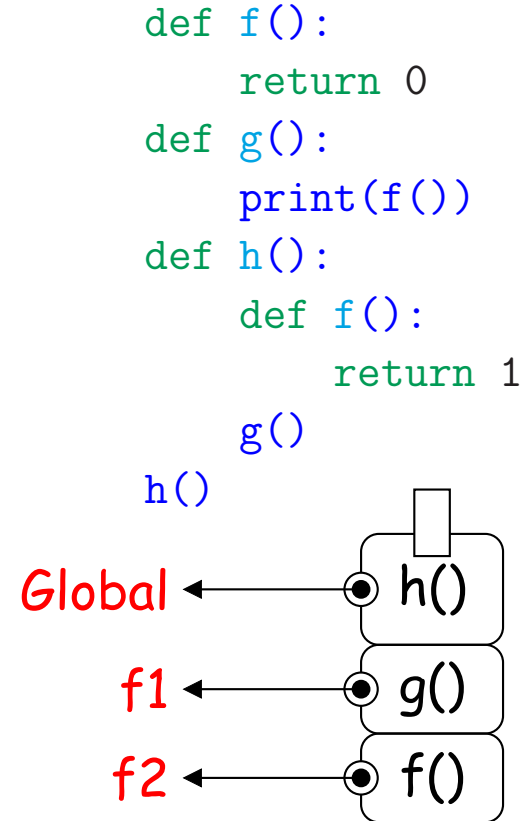 def f():
    return 0
def g():
    print(f())
def h():
    def f():
        return 1
    g()
h()
Global h()
f1 g()
f2 f()